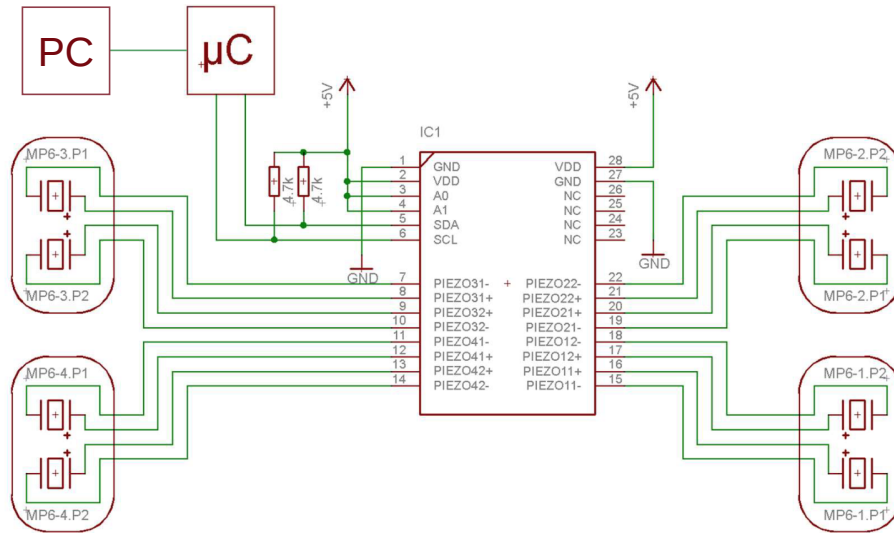 PC
µC
+5V
+5V
IC1
4.7k
4.7k
GND
GND
1 GND
2 VDD
3 A0
4 A1
5 SDA
6 SCL
7 PIEZO31-
8 PIEZO31+
9 PIEZO32+
10 PIEZO32-
11 PIEZO41-
12 PIEZO41+
13 PIEZO42+
14 PIEZO42-
VDD 28
GND 27
NC 26
NC 25
NC 24
NC 23
PIEZO22- 22
PIEZO22+ 21
PIEZO21+ 20
PIEZO21- 19
PIEZO12- 18
PIEZO12+ 17
PIEZO11+ 16
PIEZO11- 15
MP6-3.P1
MP6-3.P2
MP6-4.P1
MP6-4.P2
MP6-2.P2
MP6-2.P1
MP6-1.P2
MP6-1.P1